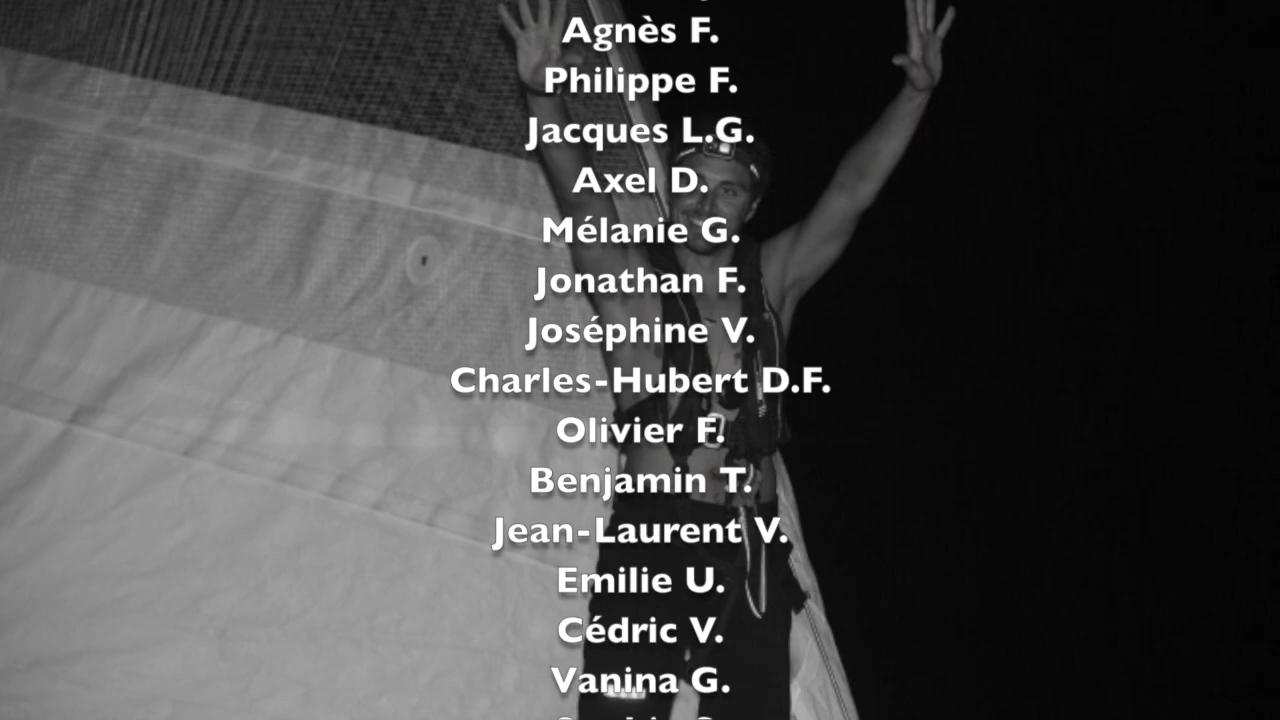 Agnès F.
Philippe F.
Jacques L.G.
Axel D.
Mélanie G.
Jonathan F.
Joséphine V.
Charles-Hubert D.F.
Olivier F.
Benjamin T.
Jean-Laurent V.
Emilie U.
Cédric V.
Vanina G.